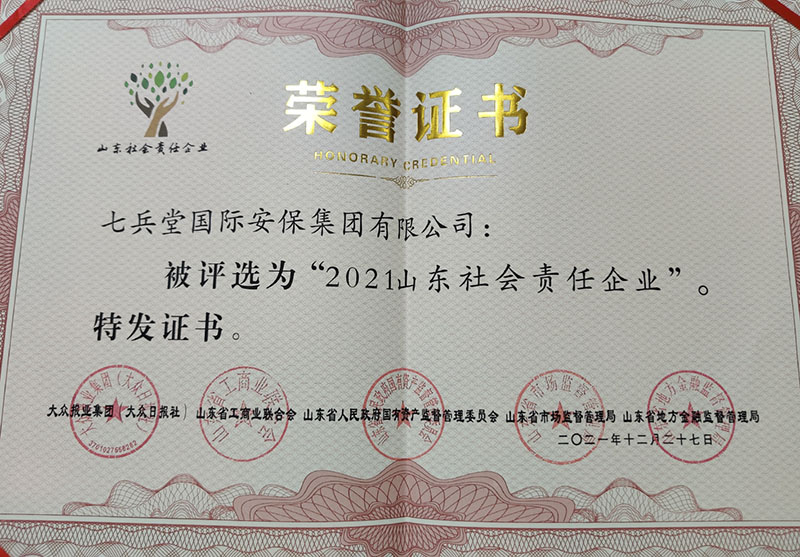 山东社会责任企业
荣誉证书
HONORARY CREDENTIAL
七兵堂国际安保集团有限公司：
被评选为“2021山东社会责任企业”。
特发证书。
大众报业集团（大众日报社） 山东省工商业联合会 山东省人民政府国有资产监督管理委员会 山东省市场监督管理局 山东省地方金融监督管理局
二〇二一年十二月二十七日
3701027668262